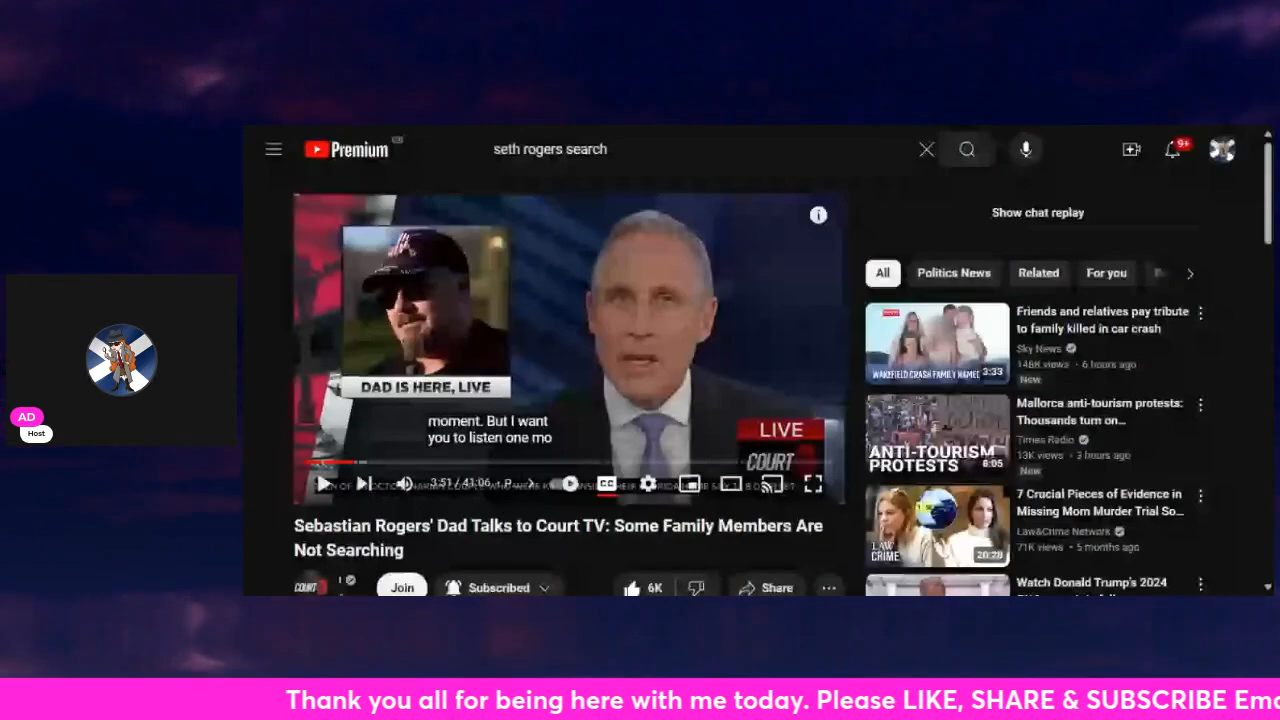 Premium
seth rogers search
9+
Show chat replay
All
Politics News
Related
For you
DAD IS HERE, LIVE
moment. But I want
you to listen one mo
LIVE
COURT
3:51 / 41:06
CC
Sebastian Rogers' Dad Talks to Court TV: Some Family Members Are
Not Searching
COURT
Join
Subscribed
6K
Share
Friends and relatives pay tribute
to family killed in car crash
Sky News
148K views • 6 hours ago
New
WAKEFIELD CRASH FAMILY NAMED
3:33
Mallorca anti-tourism protests:
Thousands turn on...
Times Radio
13K views • 3 hours ago
New
ANTI-TOURISM
PROTESTS
8:05
7 Crucial Pieces of Evidence in
Missing Mom Murder Trial So...
Law&Crime Network
71K views • 5 months ago
LAW
CRIME
20:28
Watch Donald Trump's 2024
AD
Host
Thank you all for being here with me today. Please LIKE, SHARE & SUBSCRIBE Ema